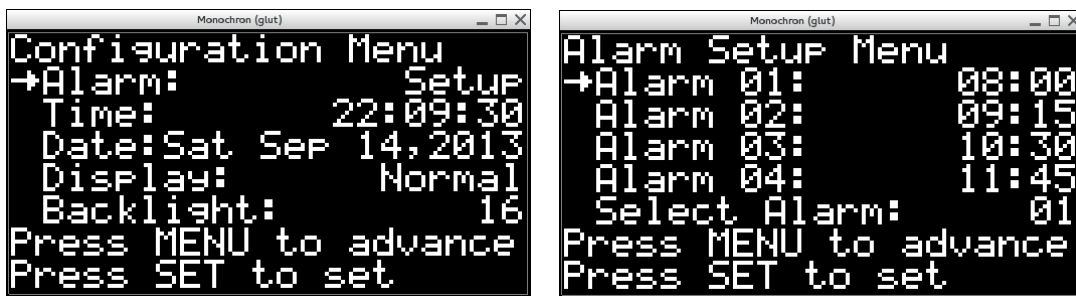 Monochron (glut)
Configuration Menu
→Alarm: Setup
Time: 22:09:30
Date:Sat Sep 14,2013
Display: Normal
Backlight: 16
Press MENU to advance
Press SET to set
Monochron (glut)
Alarm Setup Menu
→Alarm 01: 08:00
Alarm 02: 09:15
Alarm 03: 10:30
Alarm 04: 11:45
Select Alarm: 01
Press MENU to advance
Press SET to set